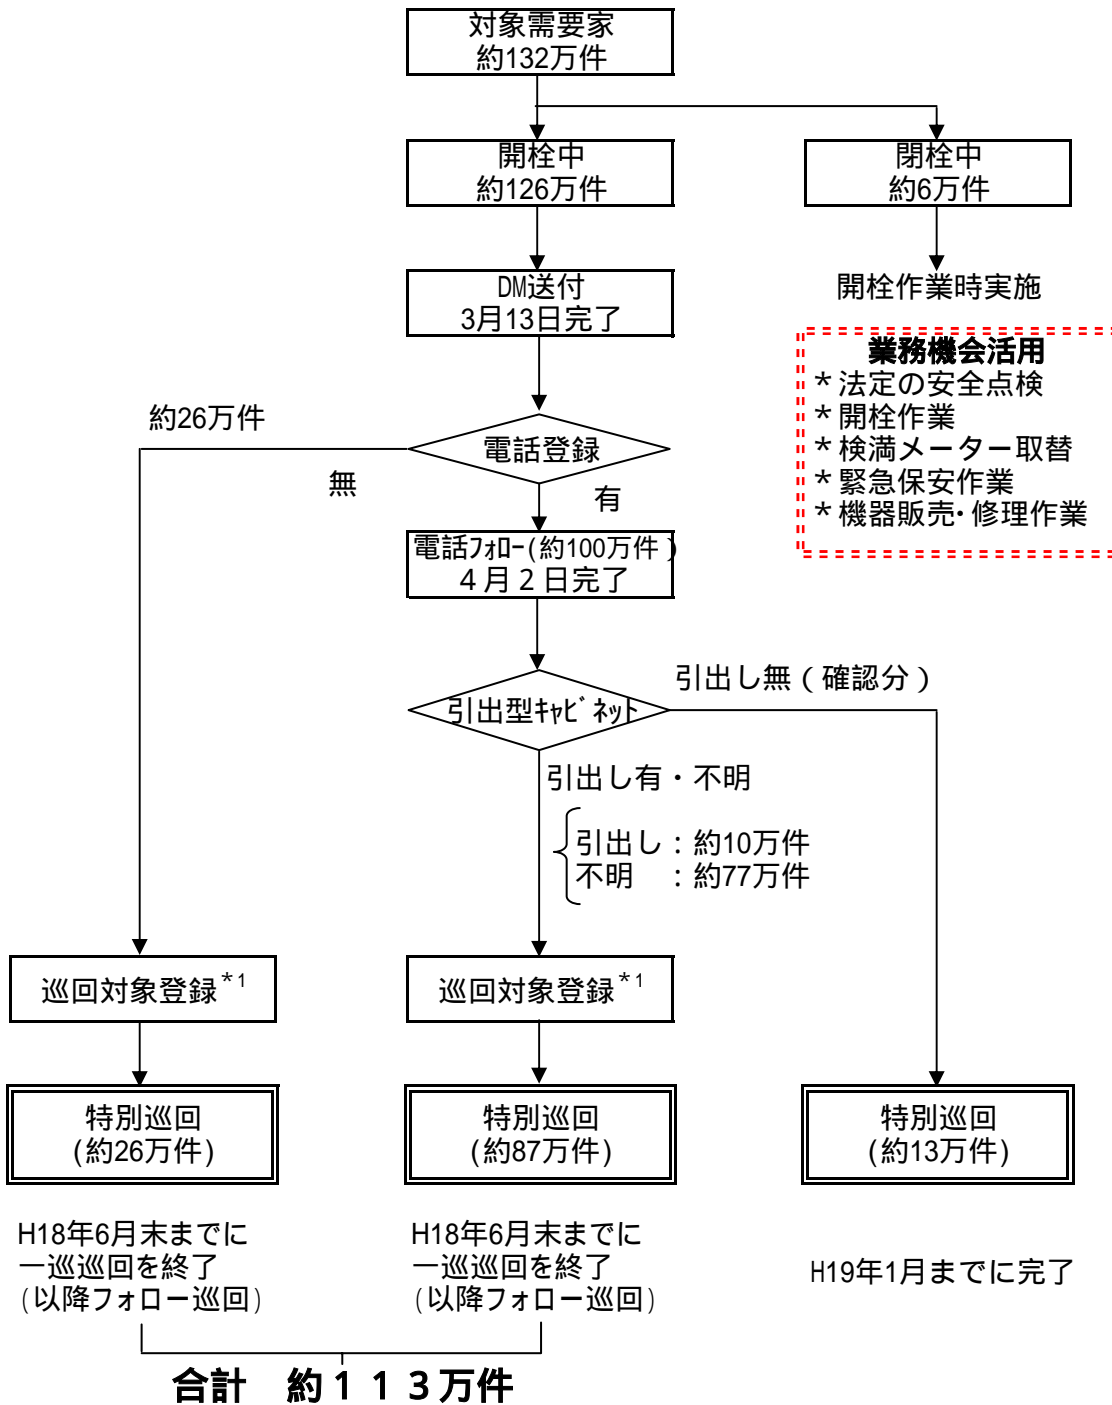 対象需要家
約132万件
開栓中
約126万件
閉栓中
約6万件
DM送付
3月13日完了
開栓作業時実施
業務機会活用
*法定の安全点検
*開栓作業
*検満メーター取替
*緊急保安作業
*機器販売・修理作業
約26万件
電話登録
無
有
電話ﾌｫﾛｰ(約100万件)
４月２日完了
引出し無（確認分）
引出型ｷｬﾋﾞﾈｯﾄ
引出し有・不明
引出し：約10万件
不明　：約77万件
巡回対象登録*1
巡回対象登録*1
特別巡回
(約26万件)
特別巡回
(約87万件)
特別巡回
(約13万件)
H18年6月末までに
一巡巡回を終了
(以降フォロー巡回)
H18年6月末までに
一巡巡回を終了
(以降フォロー巡回)
H19年1月までに完了
合計　約１１３万件